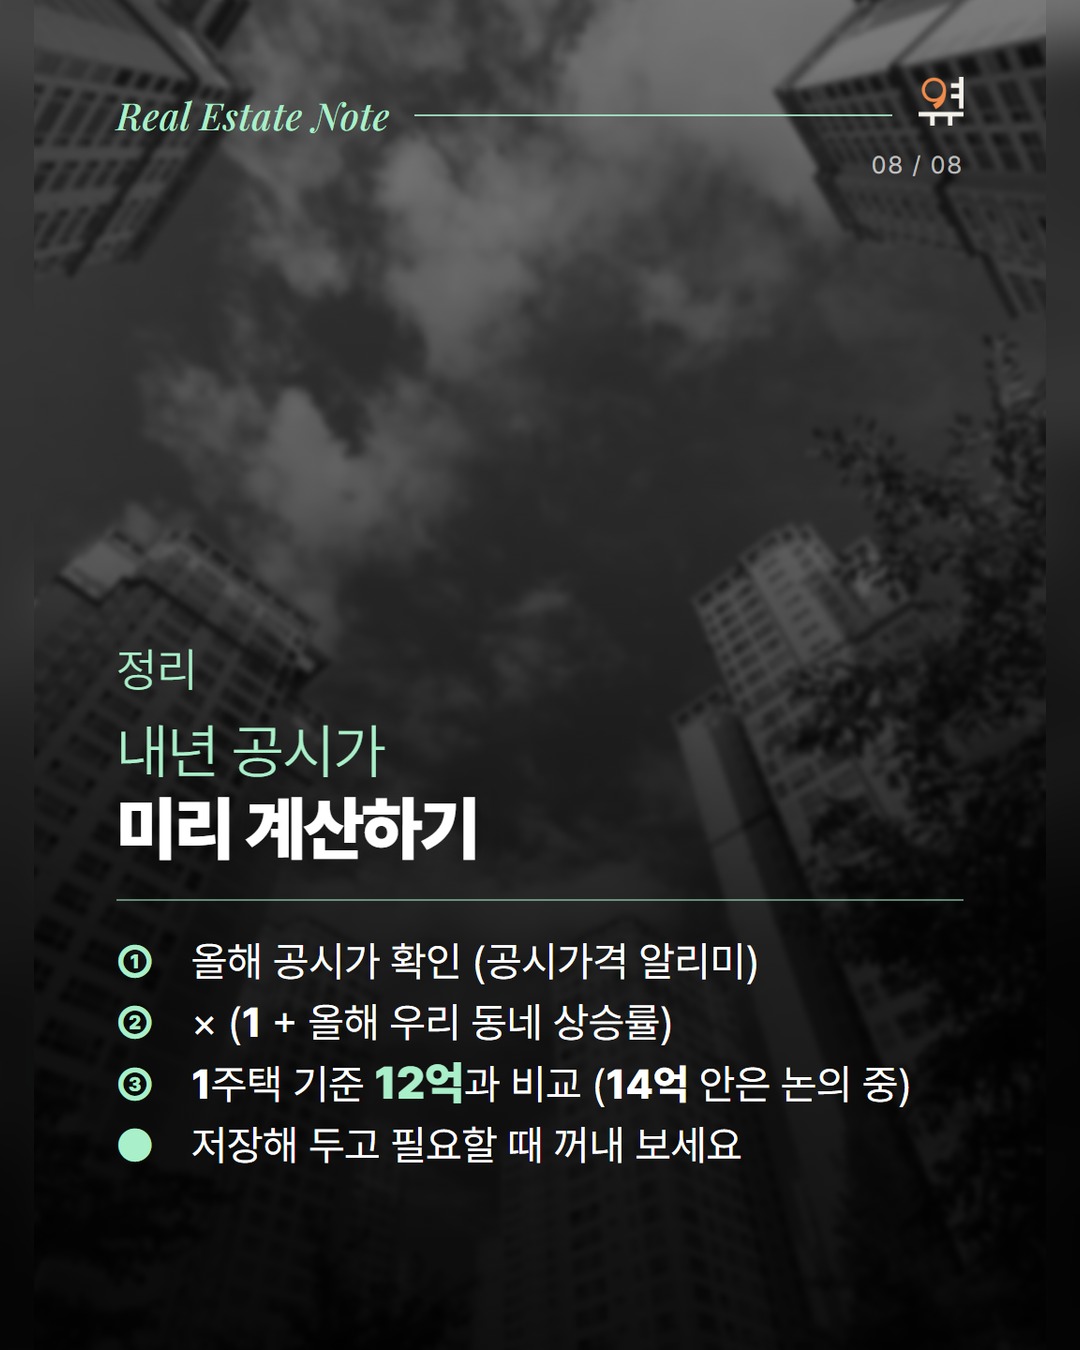 Real Estate Note
08 / 08
정리
내년 공시가
미리 계산하기
① 올해 공시가 확인 (공시가격 알리미)
② × (1 + 올해 우리 동네 상승률)
③ 1주택 기준 12억과 비교 (14억 안은 논의 중)
저장해 두고 필요할 때 꺼내 보세요